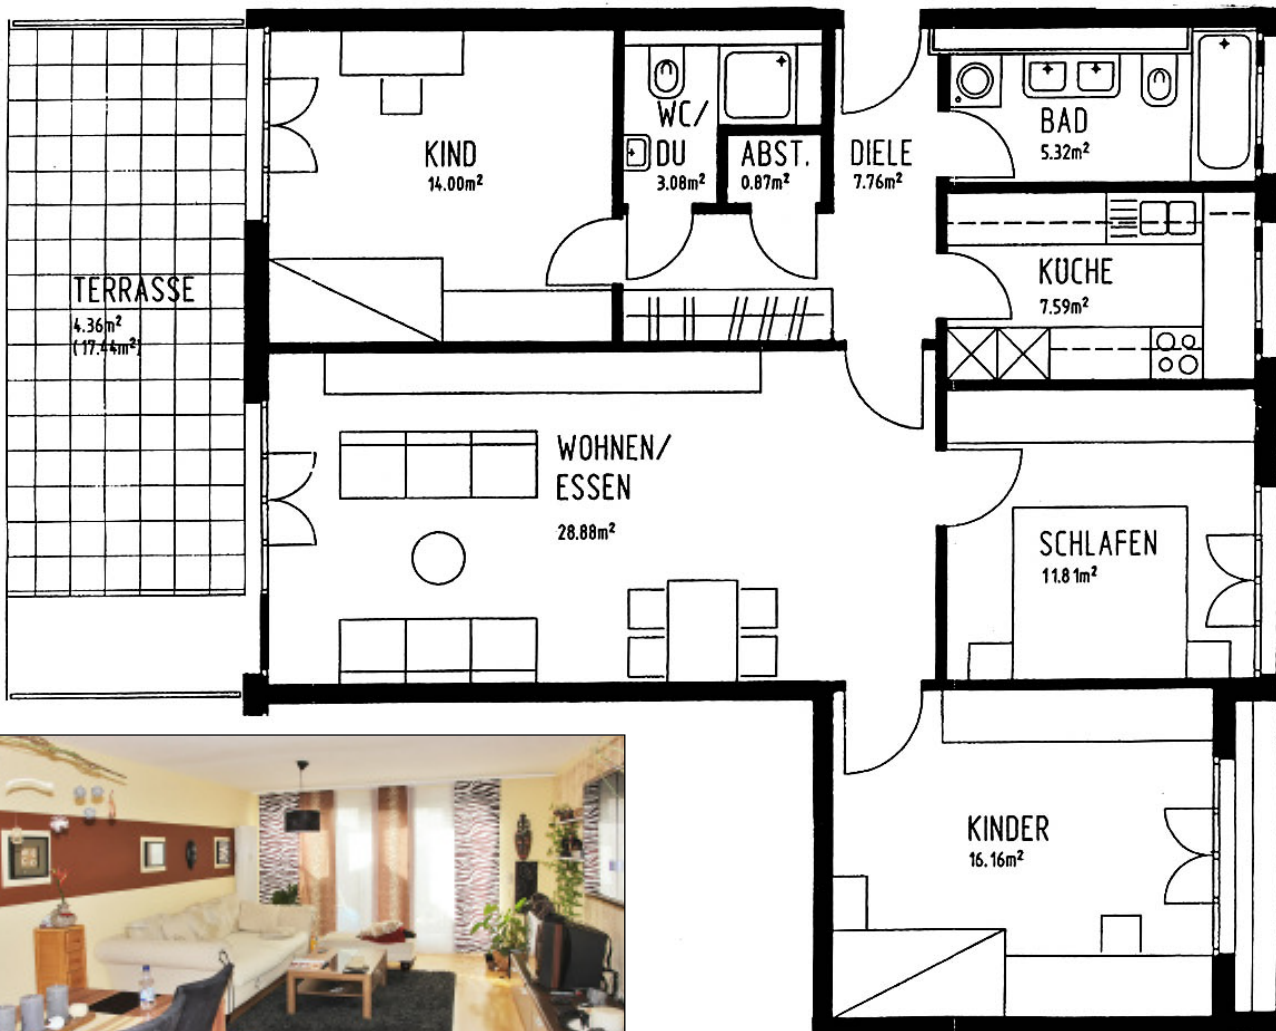 KIND
14.00m²
WC/
DU
3.08m²
ABST.
0.87m²
DIELE
7.76m²
BAD
5.32m²
KÜCHE
7.59m²
TERRASSE
4.36m²
(17.44m²)
WOHNEN/
ESSEN
28.88m²
SCHLAFEN
11.81m²
KINDER
16.16m²